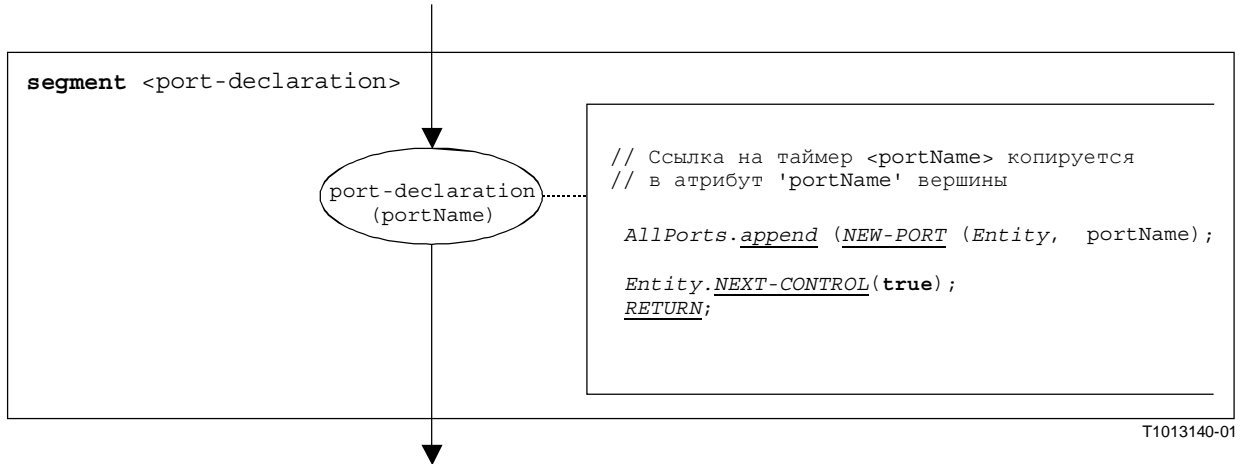 segment <port-declaration>
port-declaration
(portName)
// Ссылка на таймер <portName> копируется
// в атрибут 'portName' вершины
AllPorts.append (NEW-PORT (Entity, portName);
Entity.NEXT-CONTROL(true);
RETURN;
T1013140-01